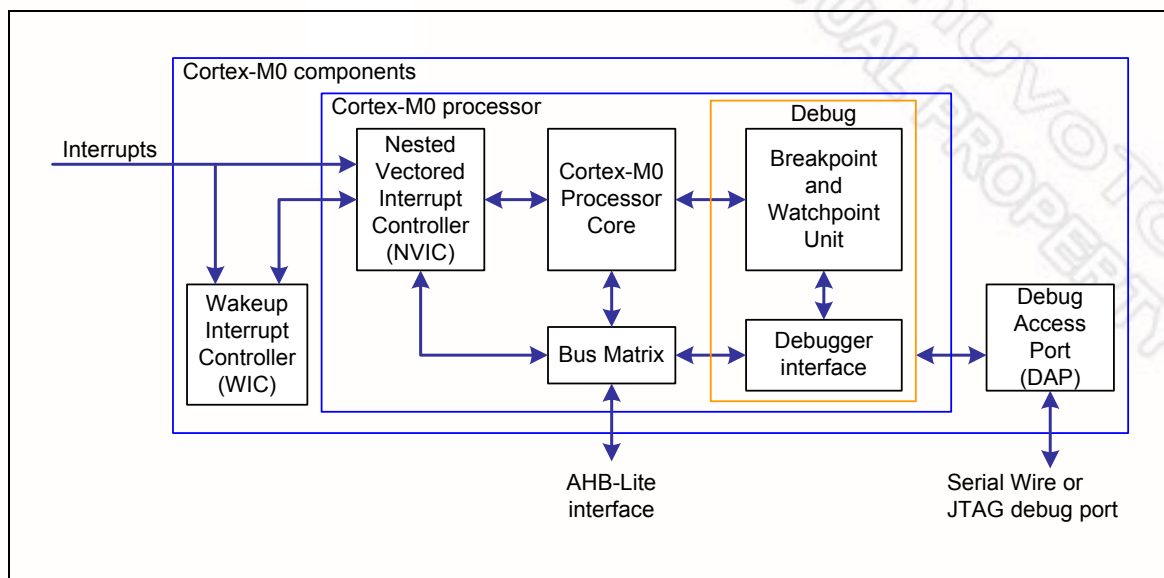 Cortex-M0 components
Cortex-M0 processor
Debug
Interrupts
Nested
Vectored
Interrupt
Controller
(NVIC)
Cortex-M0
Processor
Core
Breakpoint
and
Watchpoint
Unit
Wakeup
Interrupt
Controller
(WIC)
Bus Matrix
Debugger
interface
Debug
Access
Port
(DAP)
AHB-Lite
interface
Serial Wire or
JTAG debug port
PROPERTY